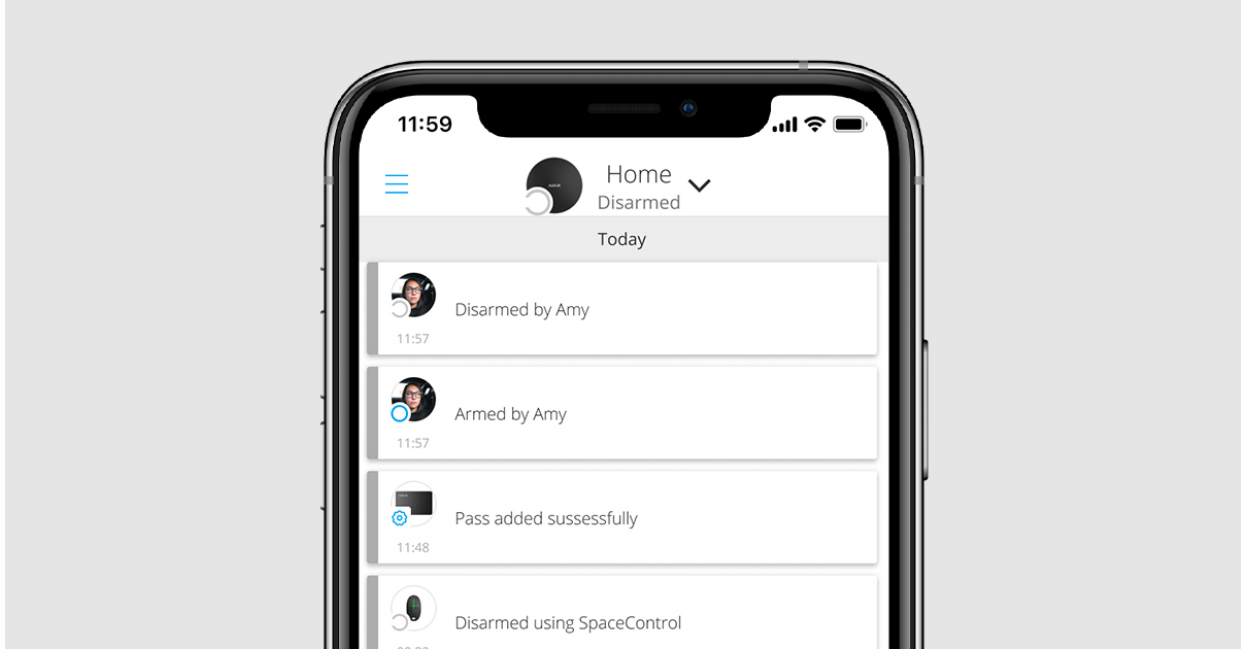 11:59
Home
Disarmed
Today
Disarmed by Amy
11:57
Armed by Amy
11:57
Pass added sussessfully
11:48
Disarmed using SpaceControl